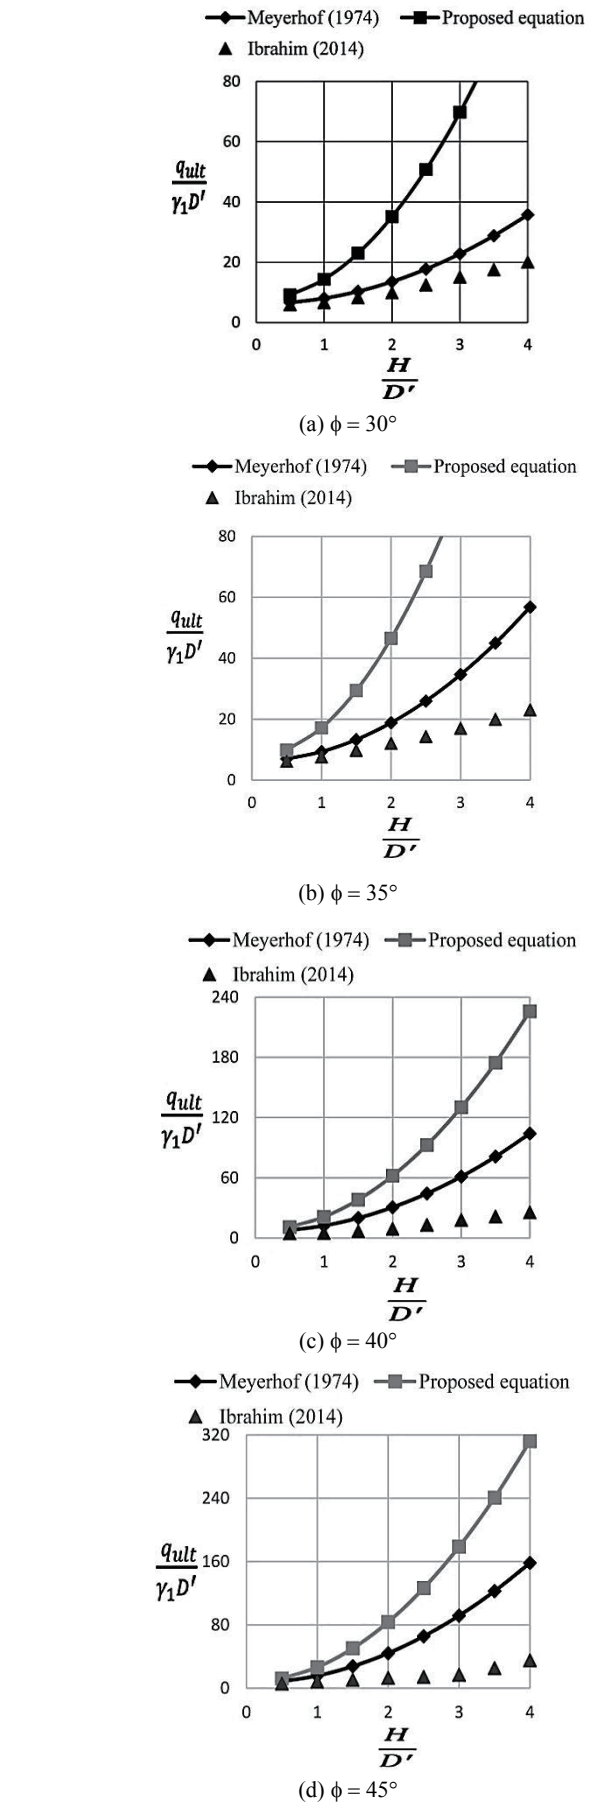 Meyerhof (1974) Proposed equation
Ibrahim (2014)
80
60
40
20
0
q_ult
γ₁D′
0 1 2 3 4
H
D′
(a) ϕ = 30°
Meyerhof (1974) Proposed equation
Ibrahim (2014)
80
60
40
20
0
q_ult
γ₁D′
0 1 2 3 4
H
D′
(b) ϕ = 35°
Meyerhof (1974) Proposed equation
Ibrahim (2014)
240
180
120
60
0
q_ult
γ₁D′
0 1 2 3 4
H
D′
(c) ϕ = 40°
Meyerhof (1974) Proposed equation
Ibrahim (2014)
320
240
160
80
0
q_ult
γ₁D′
0 1 2 3 4
H
D′
(d) ϕ = 45°